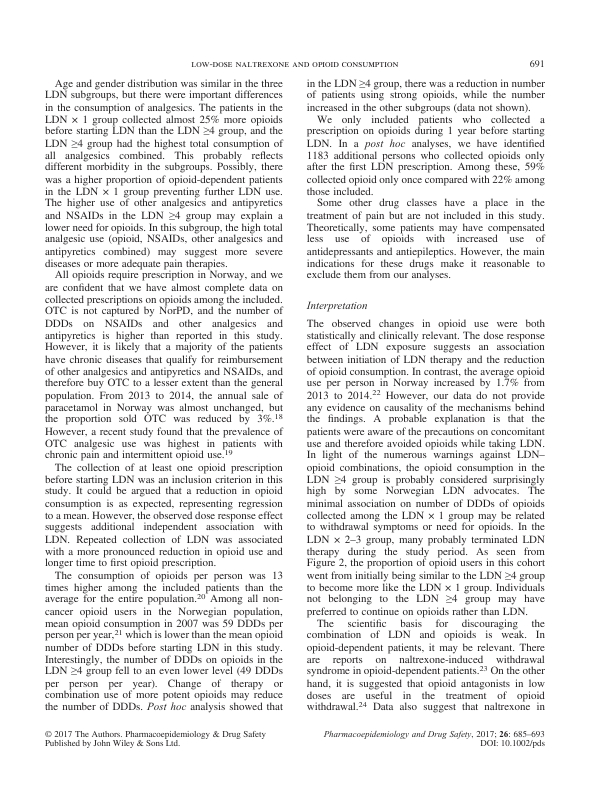 LOW-DOSE NALTREXONE AND OPIOID CONSUMPTION 691
Age and gender distribution was similar in the three
LDN subgroups, but there were important differences
in the consumption of analgesics. The patients in the
LDN × 1 group collected almost 25% more opioids
before starting LDN than the LDN ≥4 group, and the
LDN ≥4 group had the highest total consumption of
all analgesics combined. This probably reflects
different morbidity in the subgroups. Possibly, there
was a higher proportion of opioid-dependent patients
in the LDN × 1 group preventing further LDN use.
The higher use of other analgesics and antipyretics
and NSAIDs in the LDN ≥4 group may explain a
lower need for opioids. In this subgroup, the high total
analgesic use (opioid, NSAIDs, other analgesics and
antipyretics combined) may suggest more severe
diseases or more adequate pain therapies.
All opioids require prescription in Norway, and we
are confident that we have almost complete data on
collected prescriptions on opioids among the included.
OTC is not captured by NorPD, and the number of
DDDs on NSAIDs and other analgesics and
antipyretics is higher than reported in this study.
However, it is likely that a majority of the patients
have chronic diseases that qualify for reimbursement
of other analgesics and antipyretics and NSAIDs, and
therefore buy OTC to a lesser extent than the general
population. From 2013 to 2014, the annual sale of
paracetamol in Norway was almost unchanged, but
the proportion sold OTC was reduced by 3%.18
However, a recent study found that the prevalence of
OTC analgesic use was highest in patients with
chronic pain and intermittent opioid use.19
The collection of at least one opioid prescription
before starting LDN was an inclusion criterion in this
study. It could be argued that a reduction in opioid
consumption is as expected, representing regression
to a mean. However, the observed dose response effect
suggests additional independent association with
LDN. Repeated collection of LDN was associated
with a more pronounced reduction in opioid use and
longer time to first opioid prescription.
The consumption of opioids per person was 13
times higher among the included patients than the
average for the entire population.20 Among all non-
cancer opioid users in the Norwegian population,
mean opioid consumption in 2007 was 59 DDDs per
person per year,21 which is lower than the mean opioid
number of DDDs before starting LDN in this study.
Interestingly, the number of DDDs on opioids in the
LDN ≥4 group fell to an even lower level (49 DDDs
per person per year). Change of therapy or
combination use of more potent opioids may reduce
the number of DDDs. Post hoc analysis showed that
in the LDN ≥4 group, there was a reduction in number
of patients using strong opioids, while the number
increased in the other subgroups (data not shown).
We only included patients who collected a
prescription on opioids during 1 year before starting
LDN. In a post hoc analyses, we have identified
1183 additional persons who collected opioids only
after the first LDN prescription. Among these, 59%
collected opioid only once compared with 22% among
those included.
Some other drug classes have a place in the
treatment of pain but are not included in this study.
Theoretically, some patients may have compensated
less use of opioids with increased use of
antidepressants and antiepileptics. However, the main
indications for these drugs make it reasonable to
exclude them from our analyses.
Interpretation
The observed changes in opioid use were both
statistically and clinically relevant. The dose response
effect of LDN exposure suggests an association
between initiation of LDN therapy and the reduction
of opioid consumption. In contrast, the average opioid
use per person in Norway increased by 1.7% from
2013 to 2014.22 However, our data do not provide
any evidence on causality of the mechanisms behind
the findings. A probable explanation is that the
patients were aware of the precautions on concomitant
use and therefore avoided opioids while taking LDN.
In light of the numerous warnings against LDN–
opioid combinations, the opioid consumption in the
LDN ≥4 group is probably considered surprisingly
high by some Norwegian LDN advocates. The
minimal association on number of DDDs of opioids
collected among the LDN × 1 group may be related
to withdrawal symptoms or need for opioids. In the
LDN × 2–3 group, many probably terminated LDN
therapy during the study period. As seen from
Figure 2, the proportion of opioid users in this cohort
went from initially being similar to the LDN ≥4 group
to become more like the LDN × 1 group. Individuals
not belonging to the LDN ≥4 group may have
preferred to continue on opioids rather than LDN.
The scientific basis for discouraging the
combination of LDN and opioids is weak. In
opioid-dependent patients, it may be relevant. There
are reports on naltrexone-induced withdrawal
syndrome in opioid-dependent patients.23 On the other
hand, it is suggested that opioid antagonists in low
doses are useful in the treatment of opioid
withdrawal.24 Data also suggest that naltrexone in
© 2017 The Authors. Pharmacoepidemiology & Drug Safety
Published by John Wiley & Sons Ltd.
Pharmacoepidemiology and Drug Safety, 2017; 26: 685–693
DOI: 10.1002/pds